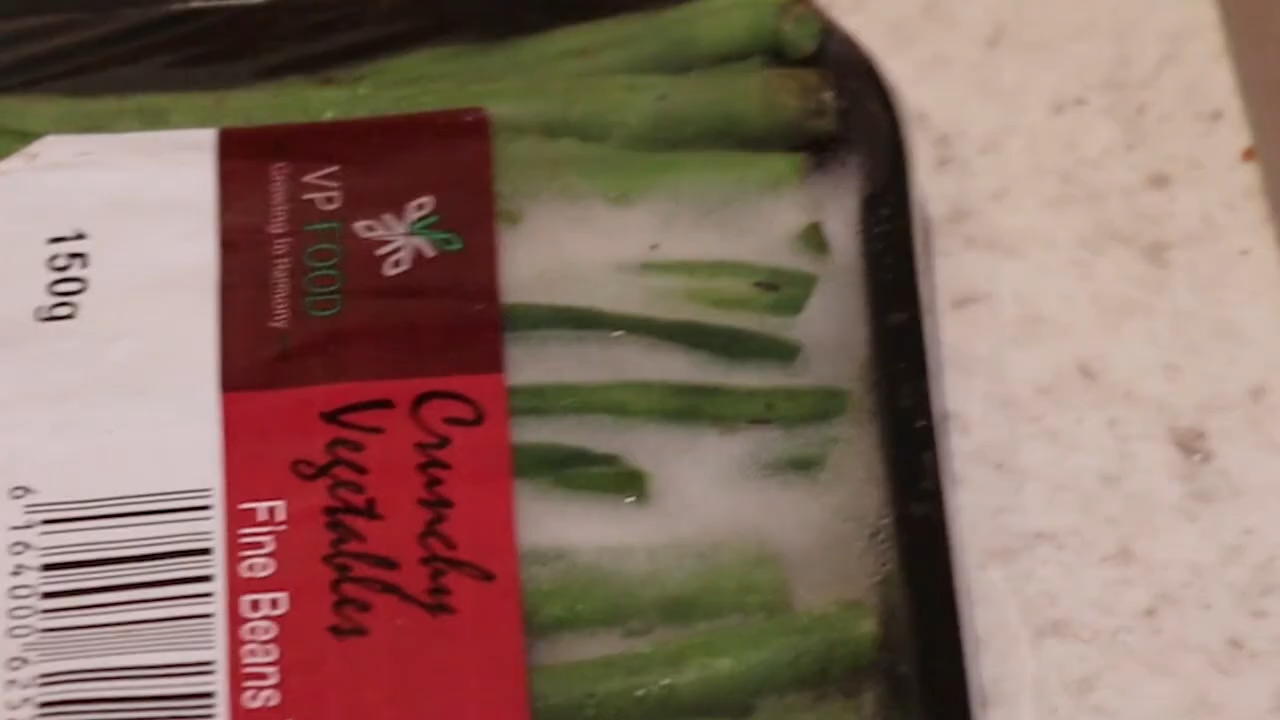 VP FOOD
Growing in Harmony
Crunchy
Vegetables
Fine Beans
150g